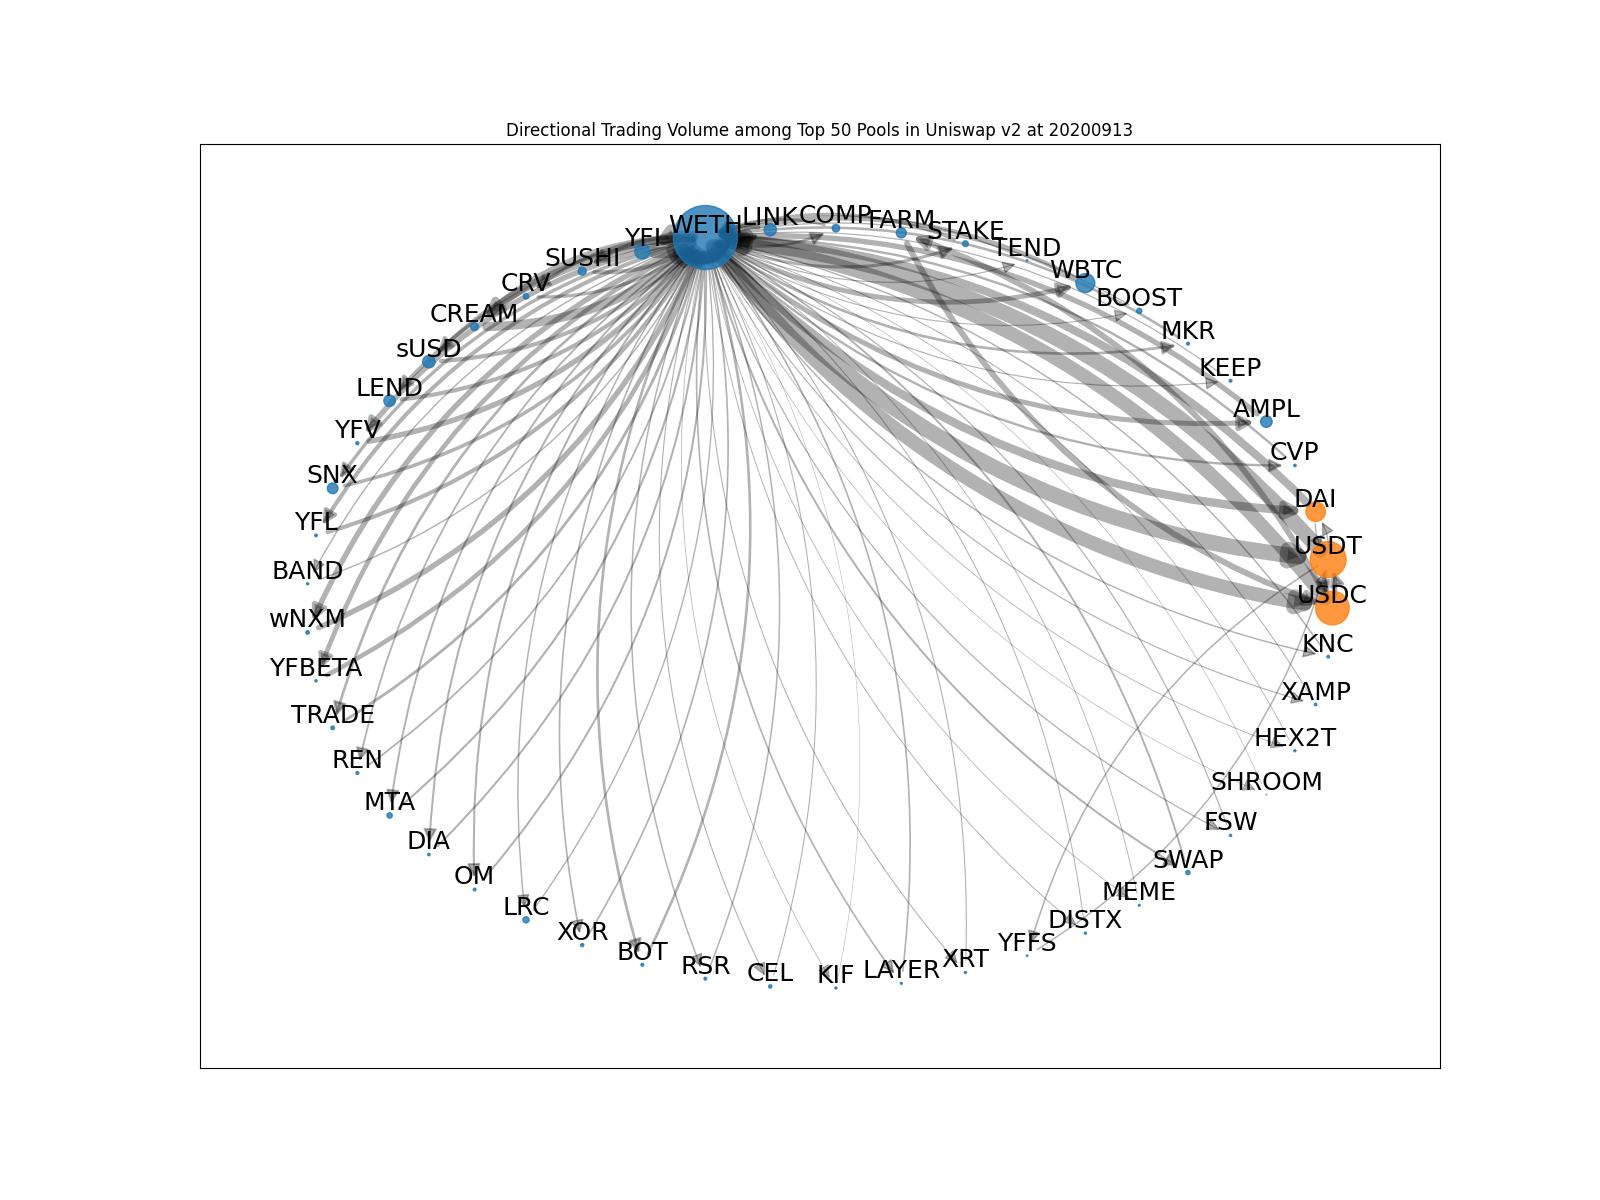 Directional Trading Volume among Top 50 Pools in Uniswap v2 at 20200913
WETH
LINK
COMP
FARM
STAKE
TEND
WBTC
BOOST
MKR
KEEP
AMPL
CVP
DAI
USDT
USDC
KNC
XAMP
HEX2T
SHROOM
FSW
SWAP
MEME
DISTX
YFFS
XRT
LAYER
KIF
CEL
RSR
BOT
XOR
LRC
OM
DIA
MTA
REN
TRADE
YFBETA
wNXM
BAND
YFL
SNX
YFV
LEND
sUSD
CREAM
CRV
SUSHI
YFI